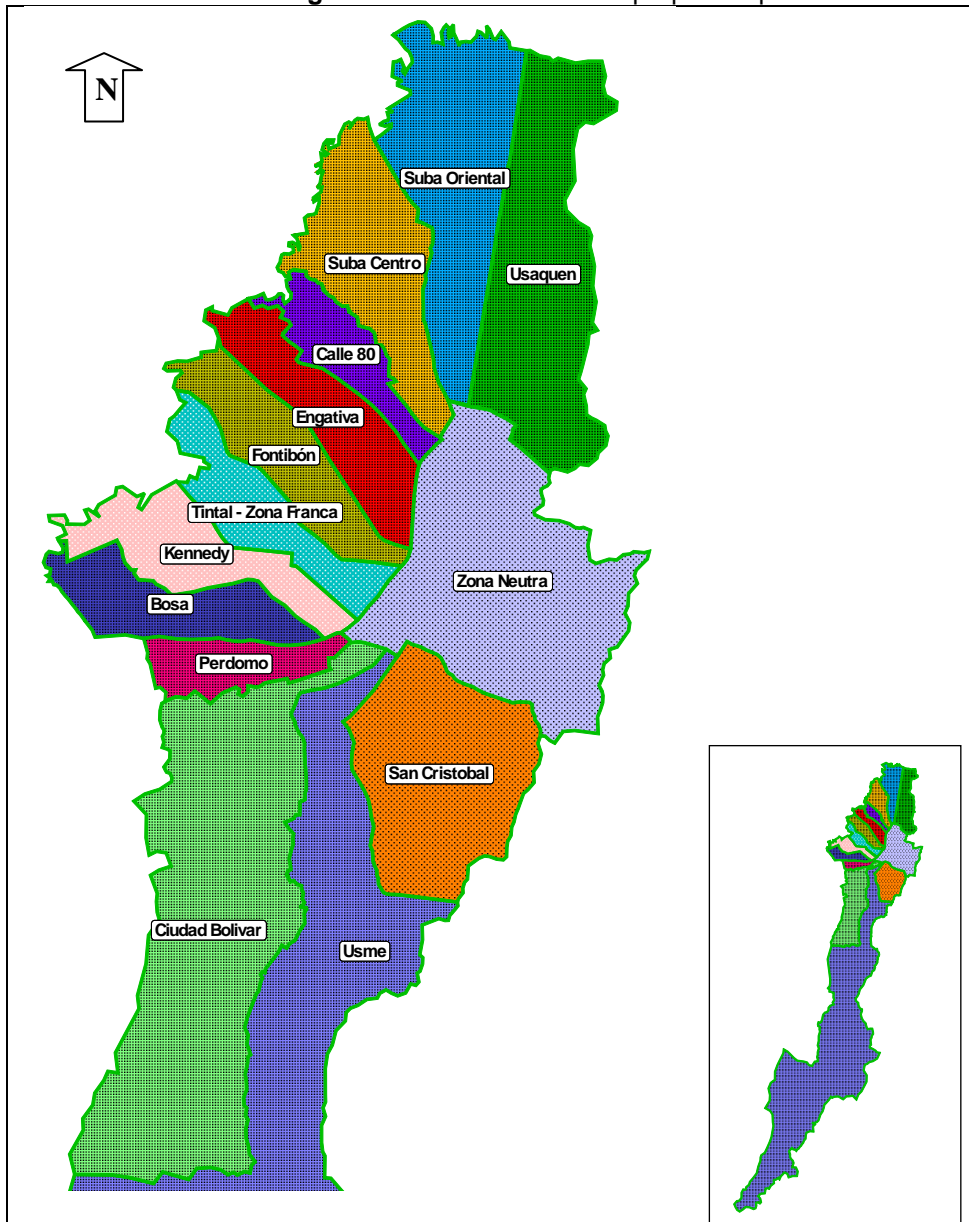 N
Suba Oriental
Suba Centro
Usaquen
Calle 80
Engativa
Fontibón
Tintal - Zona Franca
Kennedy
Zona Neutra
Bosa
Perdomo
San Cristobal
Ciudad Bolivar
Usme